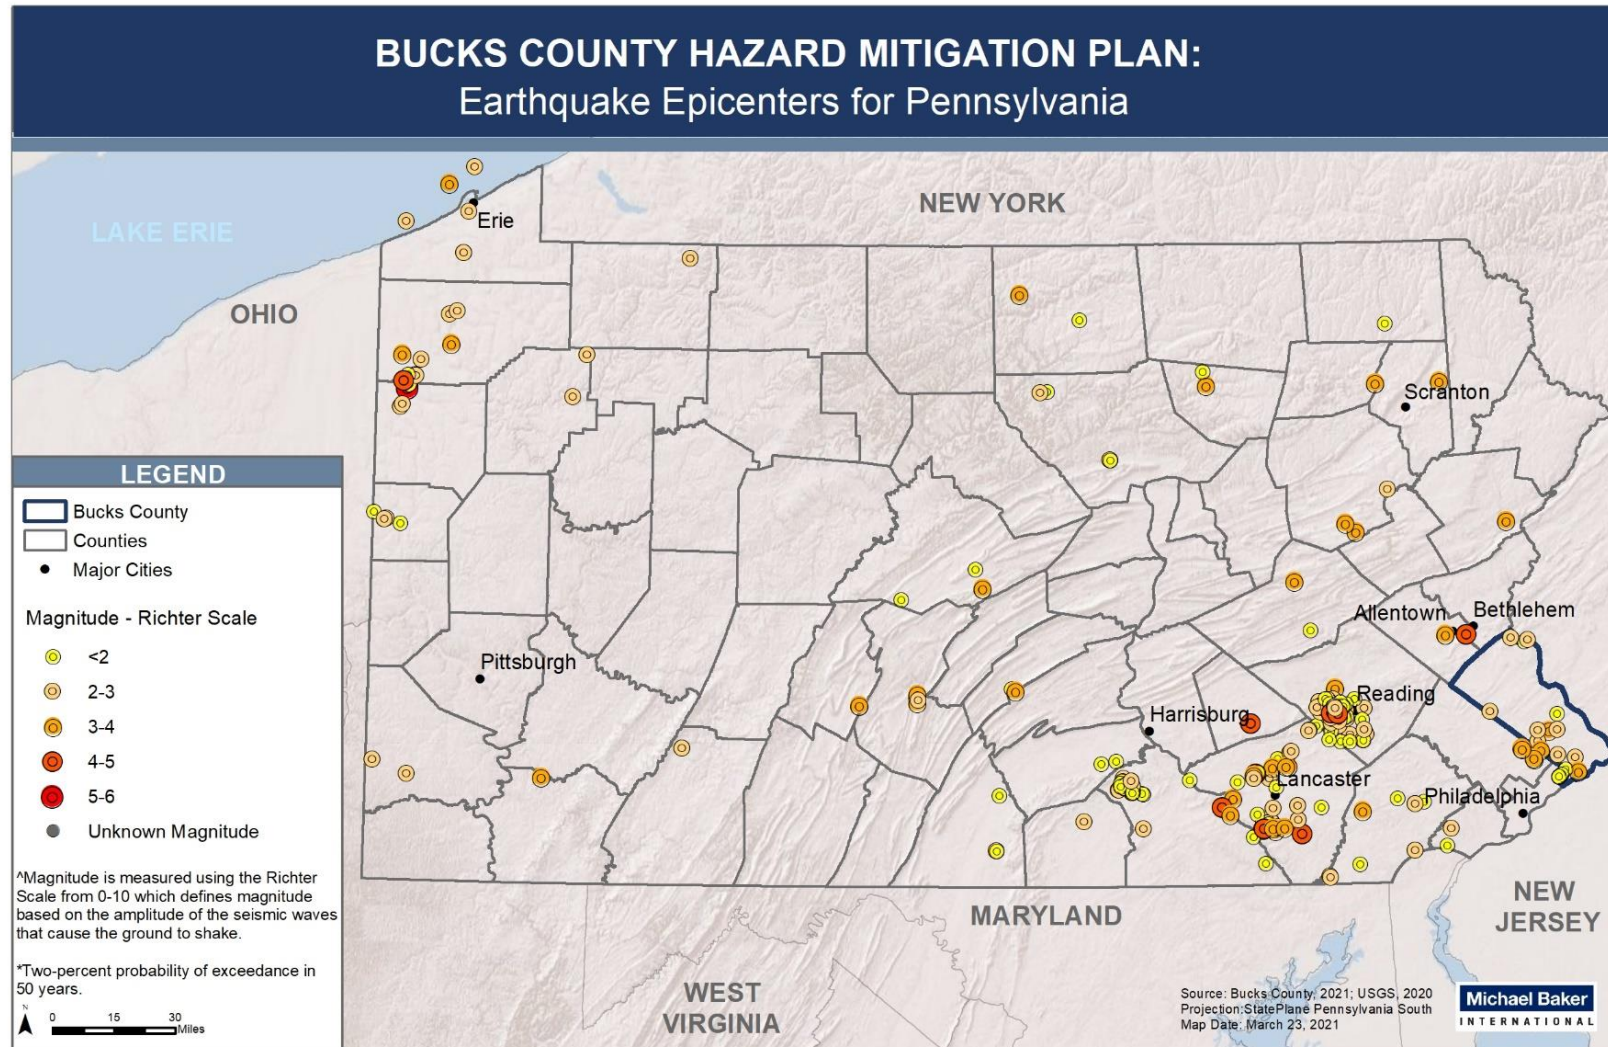 BUCKS COUNTY HAZARD MITIGATION PLAN:
Earthquake Epicenters for Pennsylvania
NEW YORK
LAKE ERIE
Erie
OHIO
Scranton
LEGEND
Bucks County
Counties
Major Cities
Magnitude - Richter Scale
<2
2-3
3-4
4-5
5-6
Unknown Magnitude
^Magnitude is measured using the Richter
Scale from 0-10 which defines magnitude
based on the amplitude of the seismic waves
that cause the ground to shake.
*Two-percent probability of exceedance in
50 years.
N
0 15 30
Miles
Allentown
Bethlehem
Pittsburgh
Reading
Harrisburg
Lancaster
Philadelphia
MARYLAND
NEW
JERSEY
WEST
VIRGINIA
Source: Bucks County, 2021; USGS, 2020
Projection:StatePlane Pennsylvania South
Map Date: March 23, 2021
Michael Baker
INTERNATIONAL